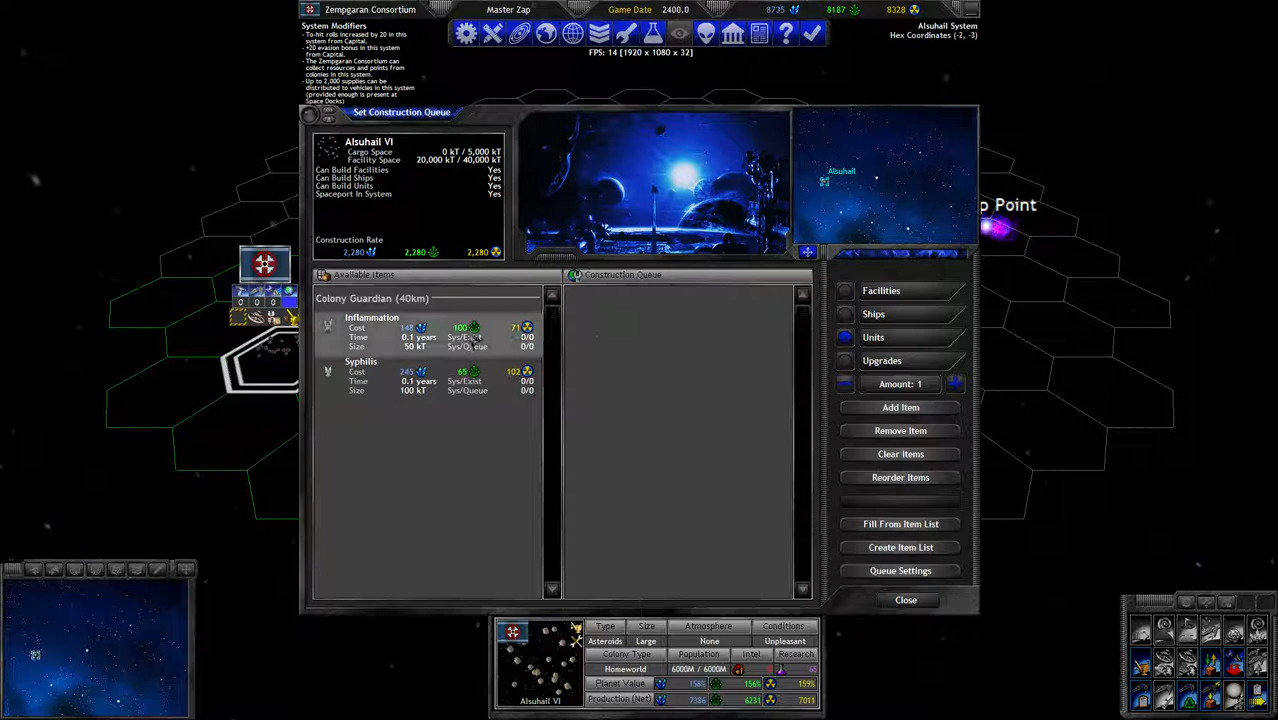 Zempgaran Consortium
Master Zap
Game Date 2400.0
8735
8187
8328
System Modifiers
- To-hit rolls increased by 20 in this
system from Capital.
- +20 evasion bonus in this system
from Capital.
- The Zempgaran Consortium can
collect resources and points from
colonies in this system.
- Up to 2,000 supplies can be
distributed to vehicles in this system
(provided enough is present at
Space Docks)
FPS: 14 [1920 x 1080 x 32]
Alsuhail System
Hex Coordinates (-2, -3)
Set Construction Queue
Alsuhail VI
Cargo Space 0 kT / 5,000 kT
Facility Space 20,000 kT / 40,000 kT
Can Build Facilities Yes
Can Build Ships Yes
Can Build Units Yes
Spaceport In System Yes
Construction Rate
2,280 2,280 2,280
Alsuhail
p Point
0 0 0
Available Items
Construction Queue
Colony Guardian (40km)
Inflammation
Cost 148 100 71
Time 0.1 years Sys/Exist 0/0
Size 50 kT Sys/Queue 0/0
Syphilis
Cost 245 65 102
Time 0.1 years Sys/Exist 0/0
Size 100 kT Sys/Queue 0/0
Facilities
Ships
Units
Upgrades
Amount: 1
Add Item
Remove Item
Clear Items
Reorder Items
Fill From Item List
Create Item List
Queue Settings
Close
Type Size Atmosphere Conditions
Asteroids Large None Unpleasant
Colony Type Population Intel Research
Homeworld 6000M / 6000M 65
Planet Value 158% 156% 159%
Production (Net) 7386 6231 7011
Alsuhail VI